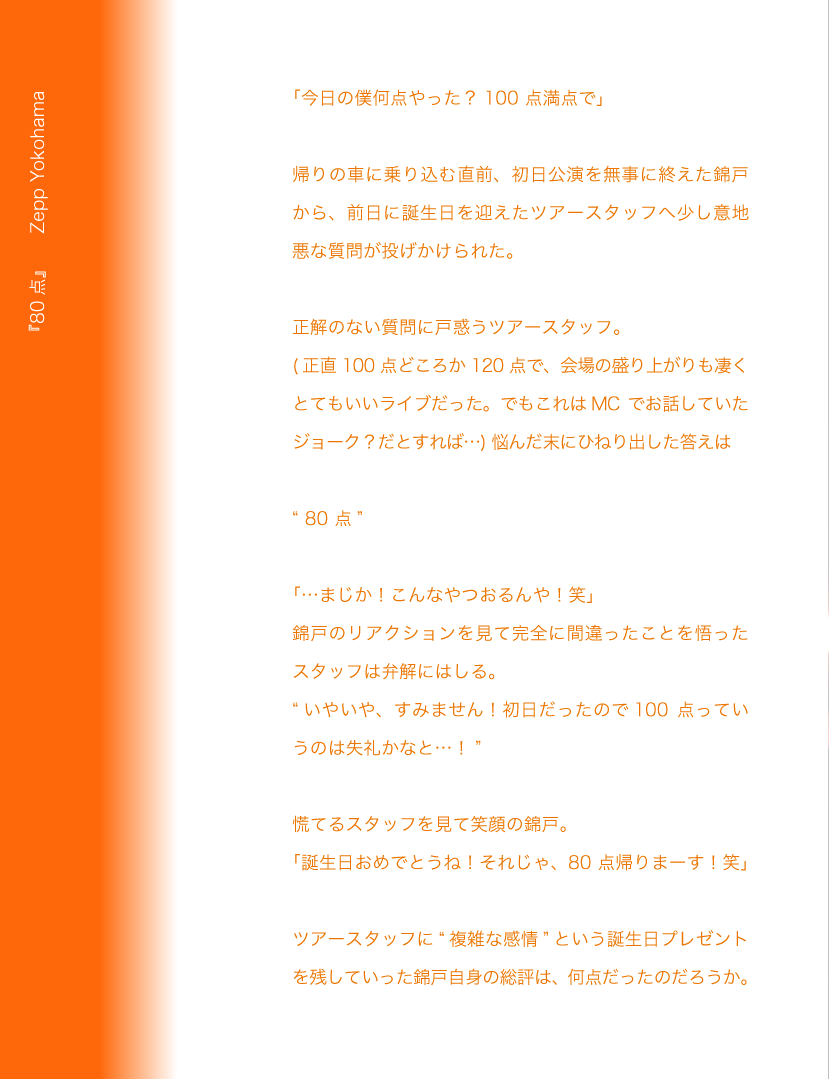 『80点』 Zepp Yokohama
「今日の僕何点やった？ 100 点満点で」
帰りの車に乗り込む直前、初日公演を無事に終えた錦戸
から、前日に誕生日を迎えたツアースタッフへ少し意地
悪な質問が投げかけられた。
正解のない質問に戸惑うツアースタッフ。
(正直 100 点どころか 120 点で、会場の盛り上がりも凄く
とてもいいライブだった。でもこれは MC でお話していた
ジョーク？だとすれば…) 悩んだ末にひねり出した答えは
“ 80 点 ”
「…まじか！こんなやつおるんや！笑」
錦戸のリアクションを見て完全に間違ったことを悟った
スタッフは弁解にはしる。
“ いやいや、すみません！初日だったので 100 点ってい
うのは失礼かなと…！ ”
慌てるスタッフを見て笑顔の錦戸。
「誕生日おめでとうね！それじゃ、80 点帰りまーす！笑」
ツアースタッフに “ 複雑な感情 ” という誕生日プレゼント
を残していった錦戸自身の総評は、何点だったのだろうか。